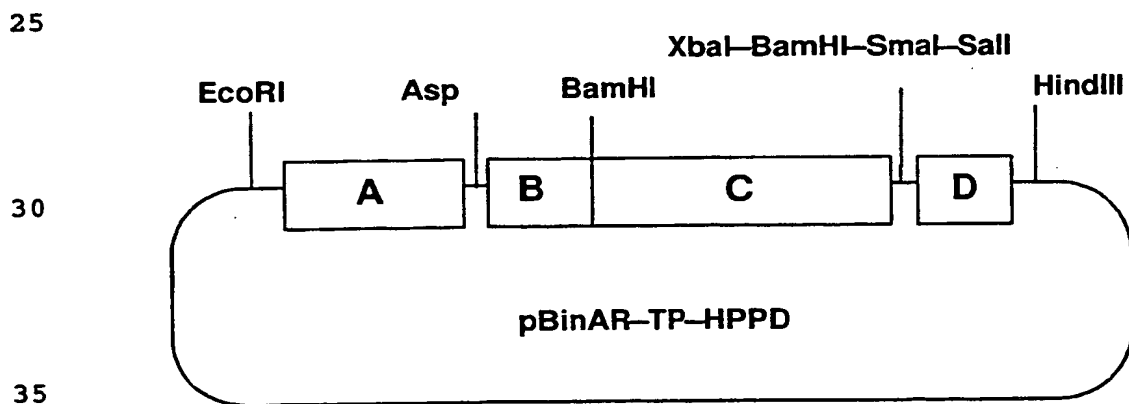 25
XbaI–BamHI–SmaI–SalI
EcoRI Asp BamHI HindIII
A B C D
30
pBinAR–TP–HPPD
35